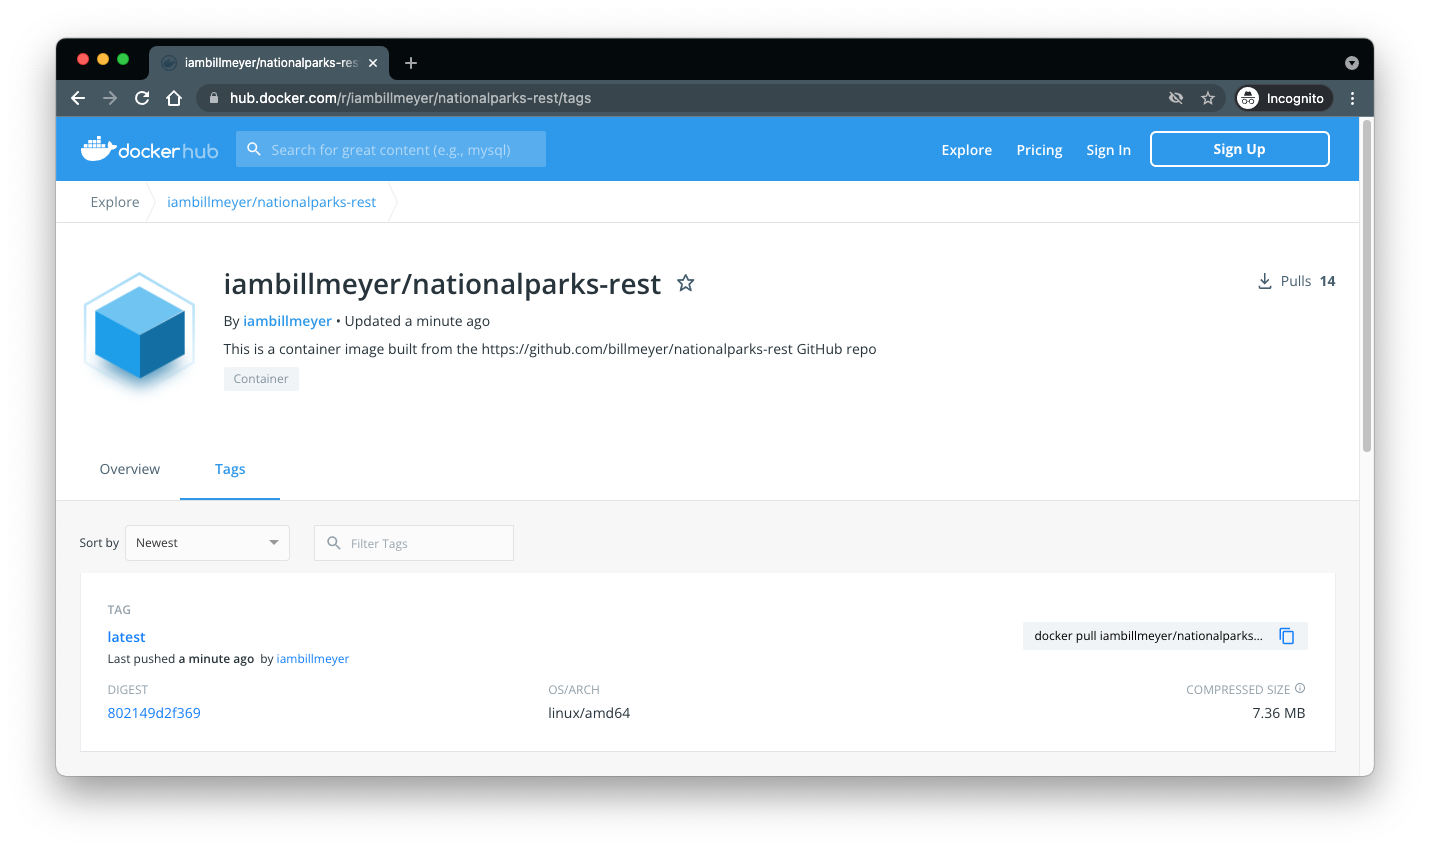 iambillmeyer/nationalparks-res
hub.docker.com/r/iambillmeyer/nationalparks-rest/tags
Incognito
docker hub
Search for great content (e.g., mysql)
Explore
Pricing
Sign In
Sign Up
Explore
iambillmeyer/nationalparks-rest
iambillmeyer/nationalparks-rest
Pulls 14
By iambillmeyer • Updated a minute ago
This is a container image built from the https://github.com/billmeyer/nationalparks-rest GitHub repo
Container
Overview
Tags
Sort by
Newest
Filter Tags
TAG
latest
docker pull iambillmeyer/nationalparks...
Last pushed a minute ago by iambillmeyer
DIGEST
OS/ARCH
COMPRESSED SIZE
802149d2f369
linux/amd64
7.36 MB